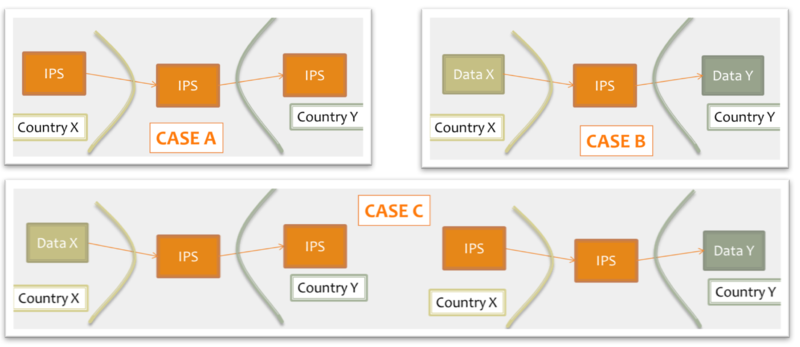 IPS
IPS
IPS
Country X
Country Y
CASE A
Data X
IPS
Data Y
Country X
Country Y
CASE B
CASE C
Data X
IPS
IPS
Country X
Country Y
IPS
IPS
Data Y
Country X
Country Y